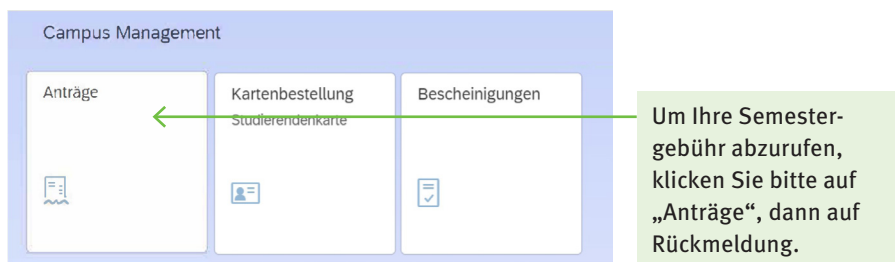 Campus Management
Anträge
Kartenbestellung
Studierendenkarte
Bescheinigungen
Um Ihre Semester-
gebühr abzurufen,
klicken Sie bitte auf
„Anträge“, dann auf
Rückmeldung.